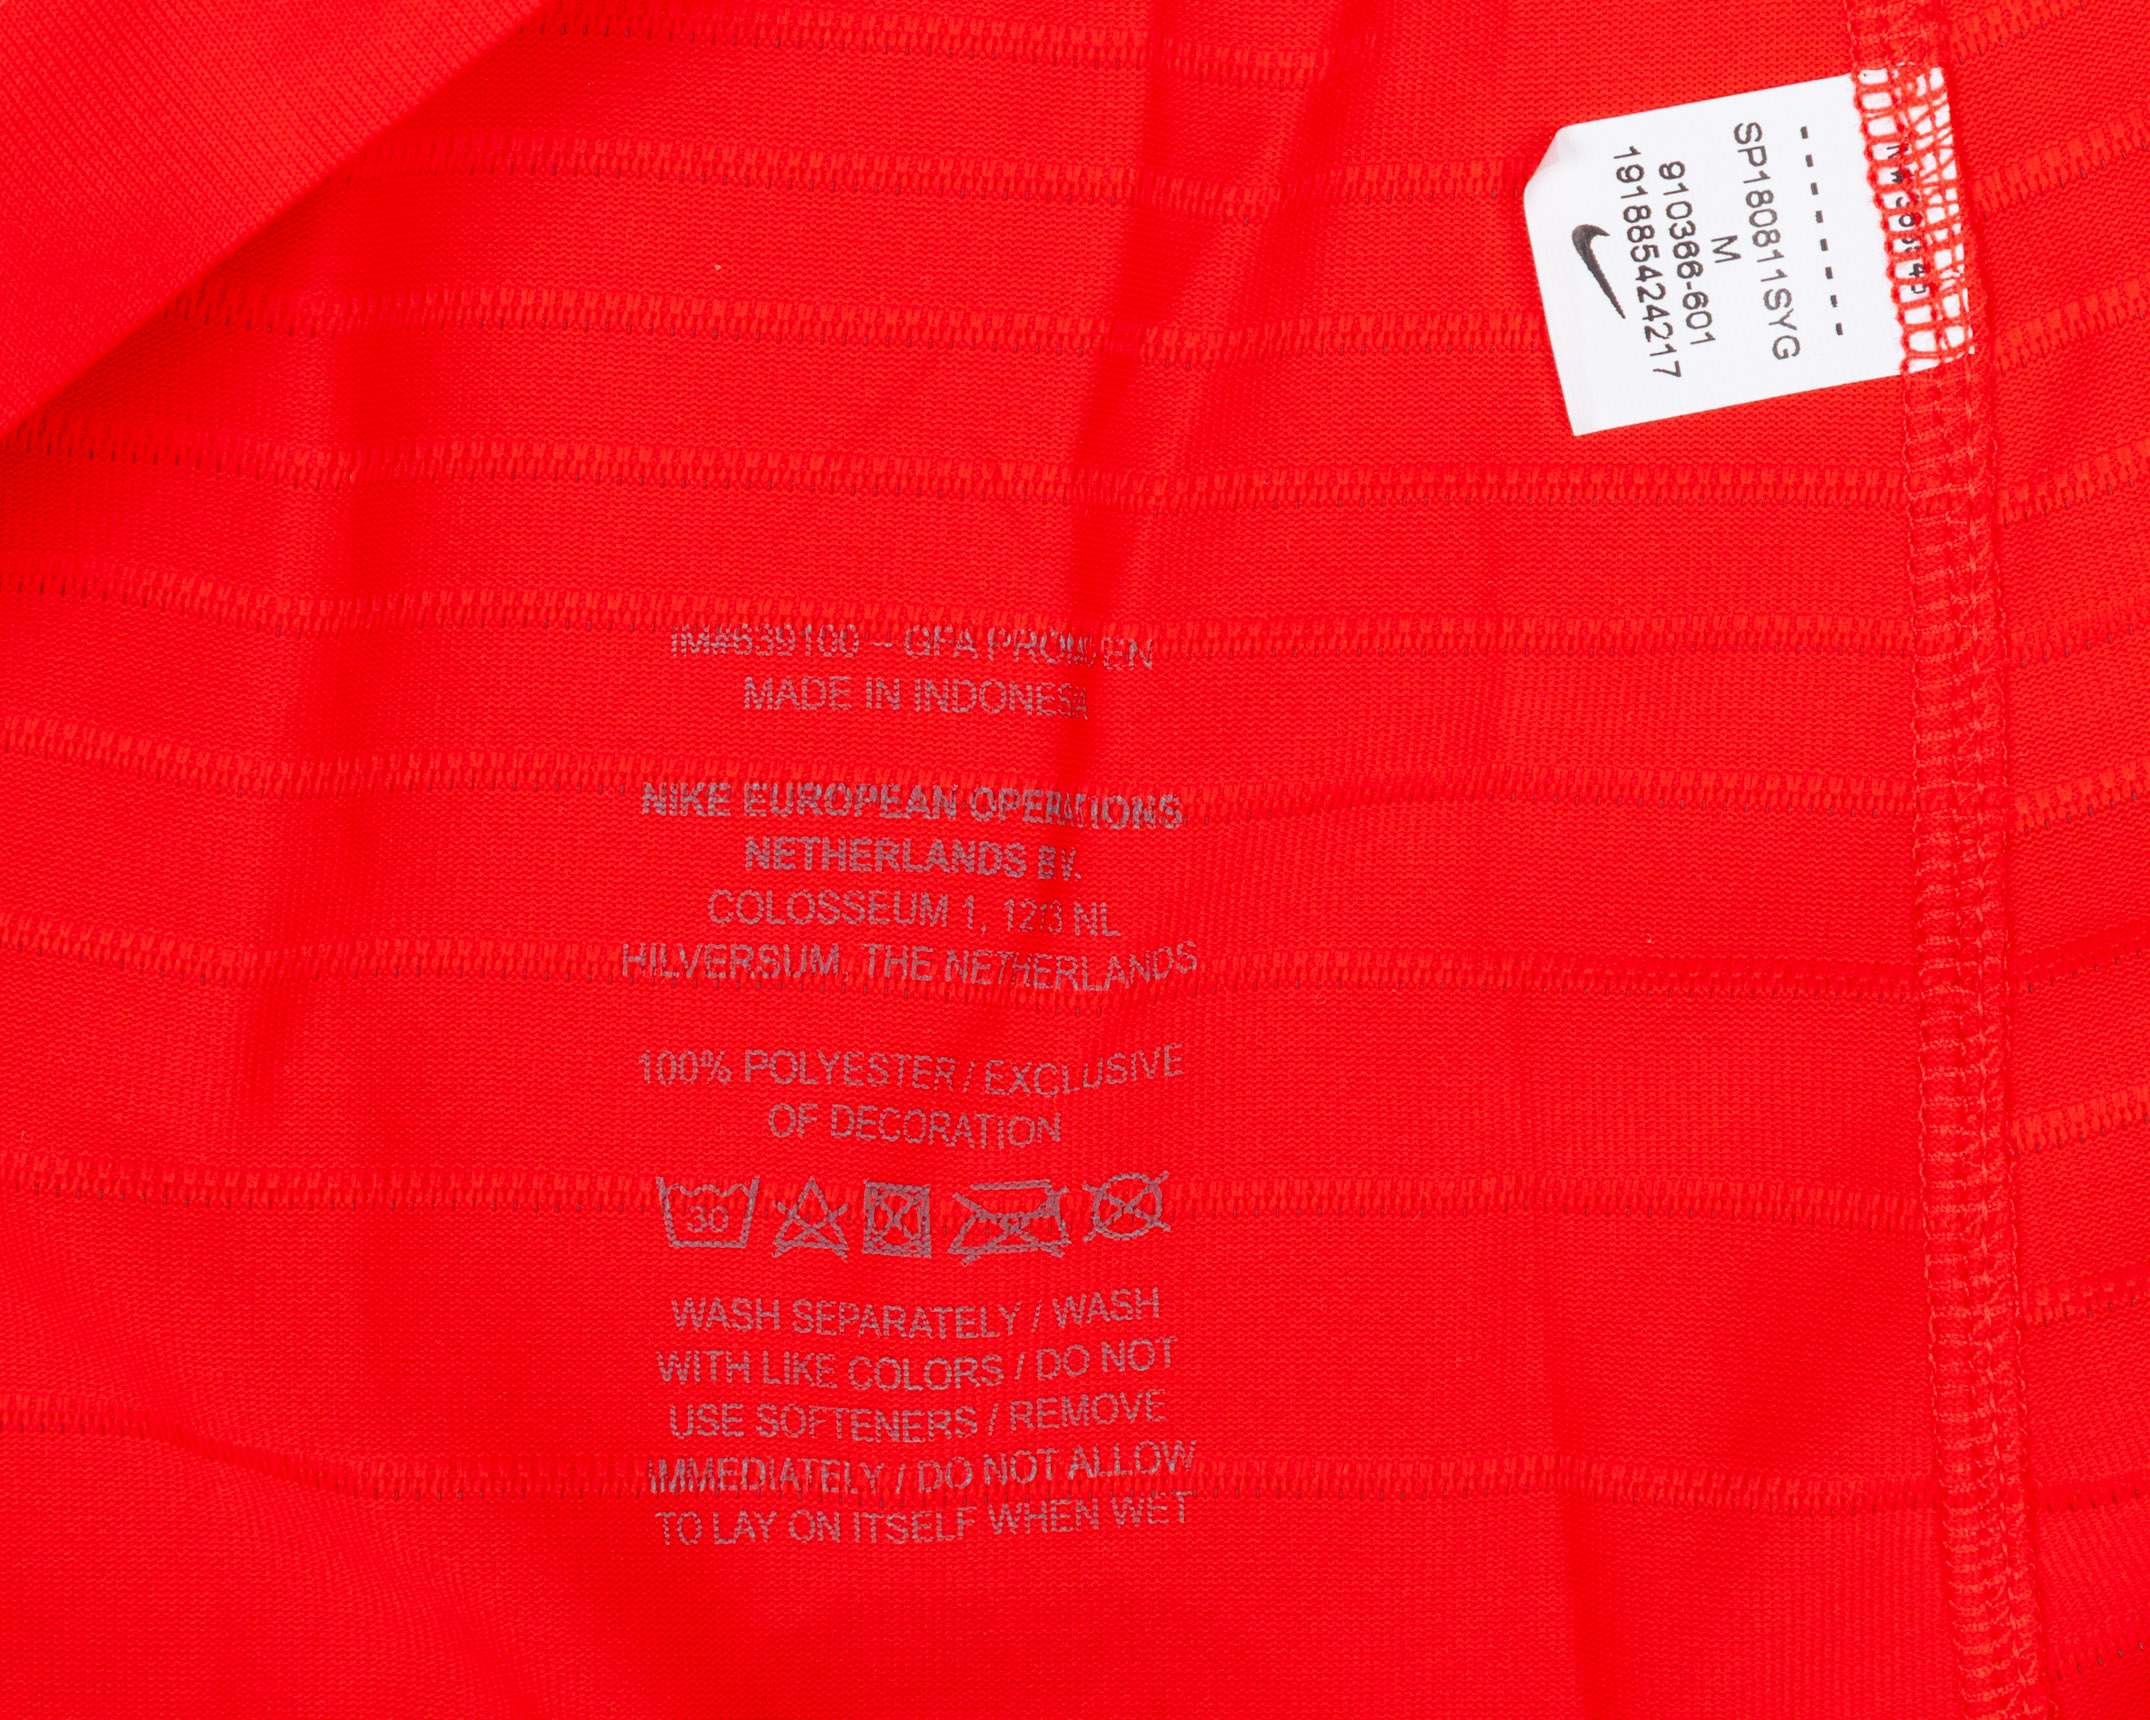 IM#639100 – GFA PROWEN
MADE IN INDONESIA
NIKE EUROPEAN OPERATIONS
NETHERLANDS BV.
COLOSSEUM 1, 1213 NL
HILVERSUM, THE NETHERLANDS
100% POLYESTER / EXCLUSIVE
OF DECORATION
30
WASH SEPARATELY / WASH
WITH LIKE COLORS / DO NOT
USE SOFTENERS / REMOVE
IMMEDIATELY / DO NOT ALLOW
TO LAY ON ITSELF WHEN WET
- - - - - - - -
SP180811SYG
M
910366-601
191885424217